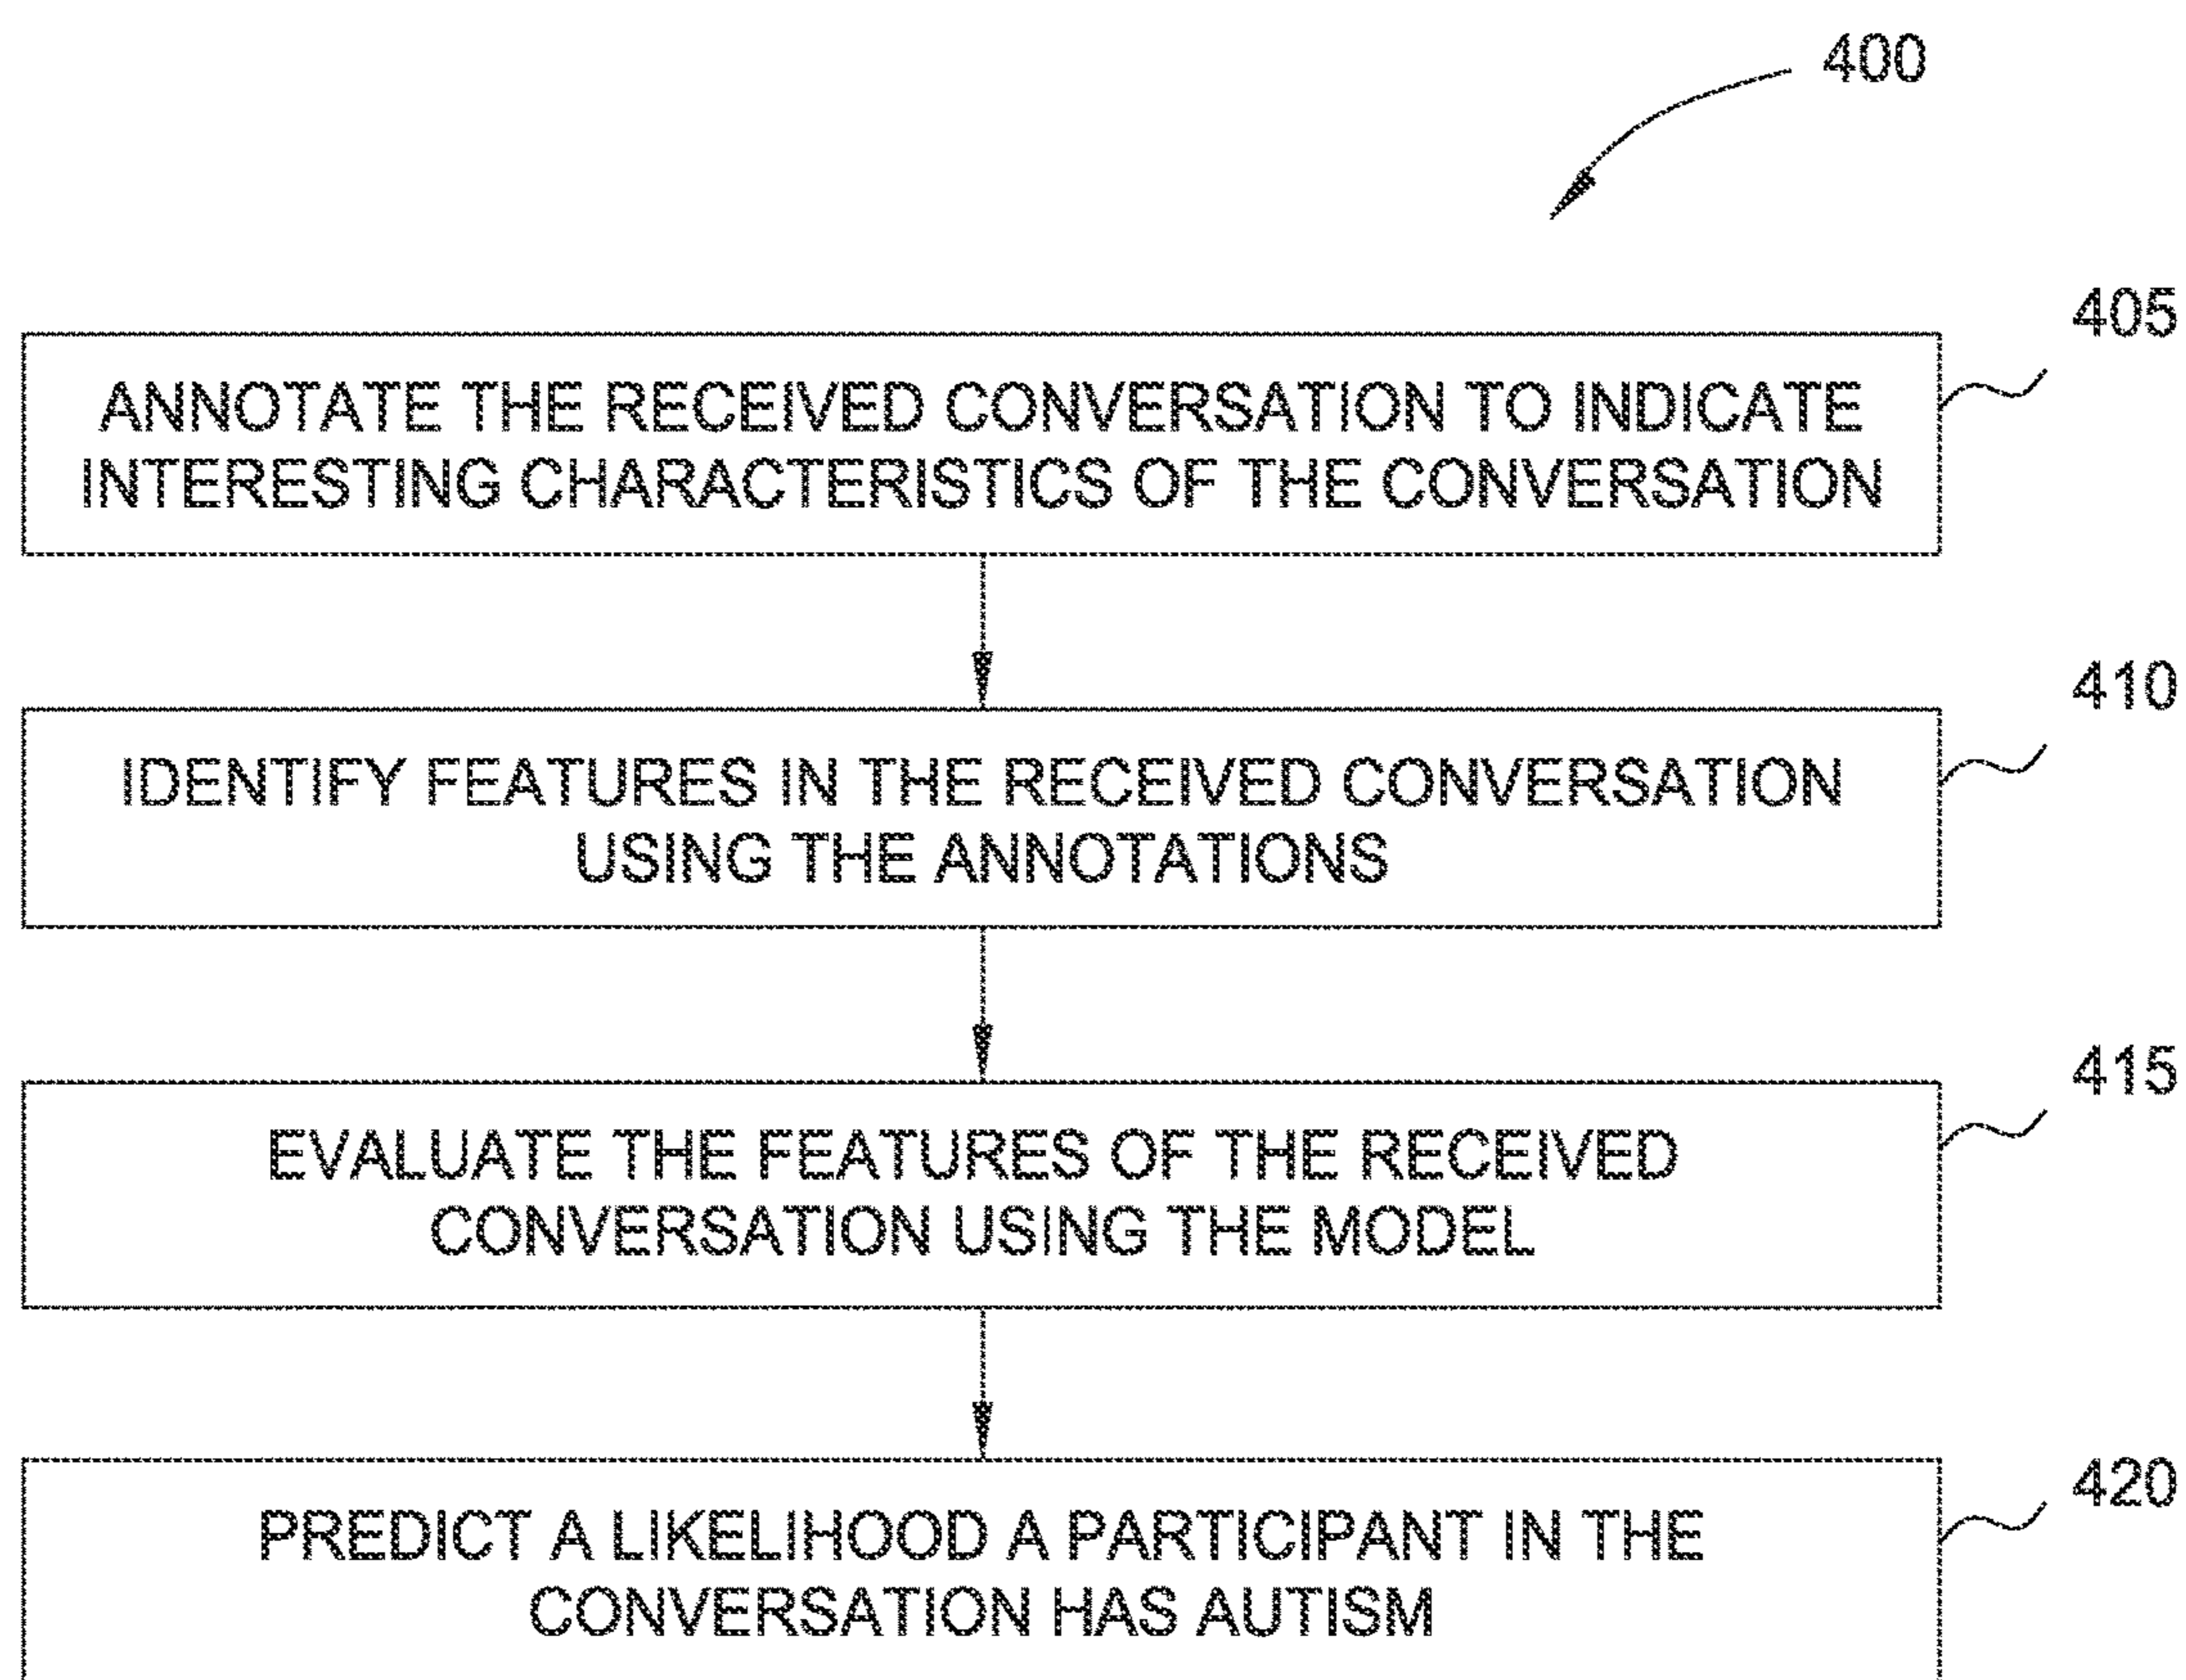 400
405
ANNOTATE THE RECEIVED CONVERSATION TO INDICATE
INTERESTING CHARACTERISTICS OF THE CONVERSATION
410
IDENTIFY FEATURES IN THE RECEIVED CONVERSATION
USING THE ANNOTATIONS
415
EVALUATE THE FEATURES OF THE RECEIVED
CONVERSATION USING THE MODEL
420
PREDICT A LIKELIHOOD A PARTICIPANT IN THE
CONVERSATION HAS AUTISM